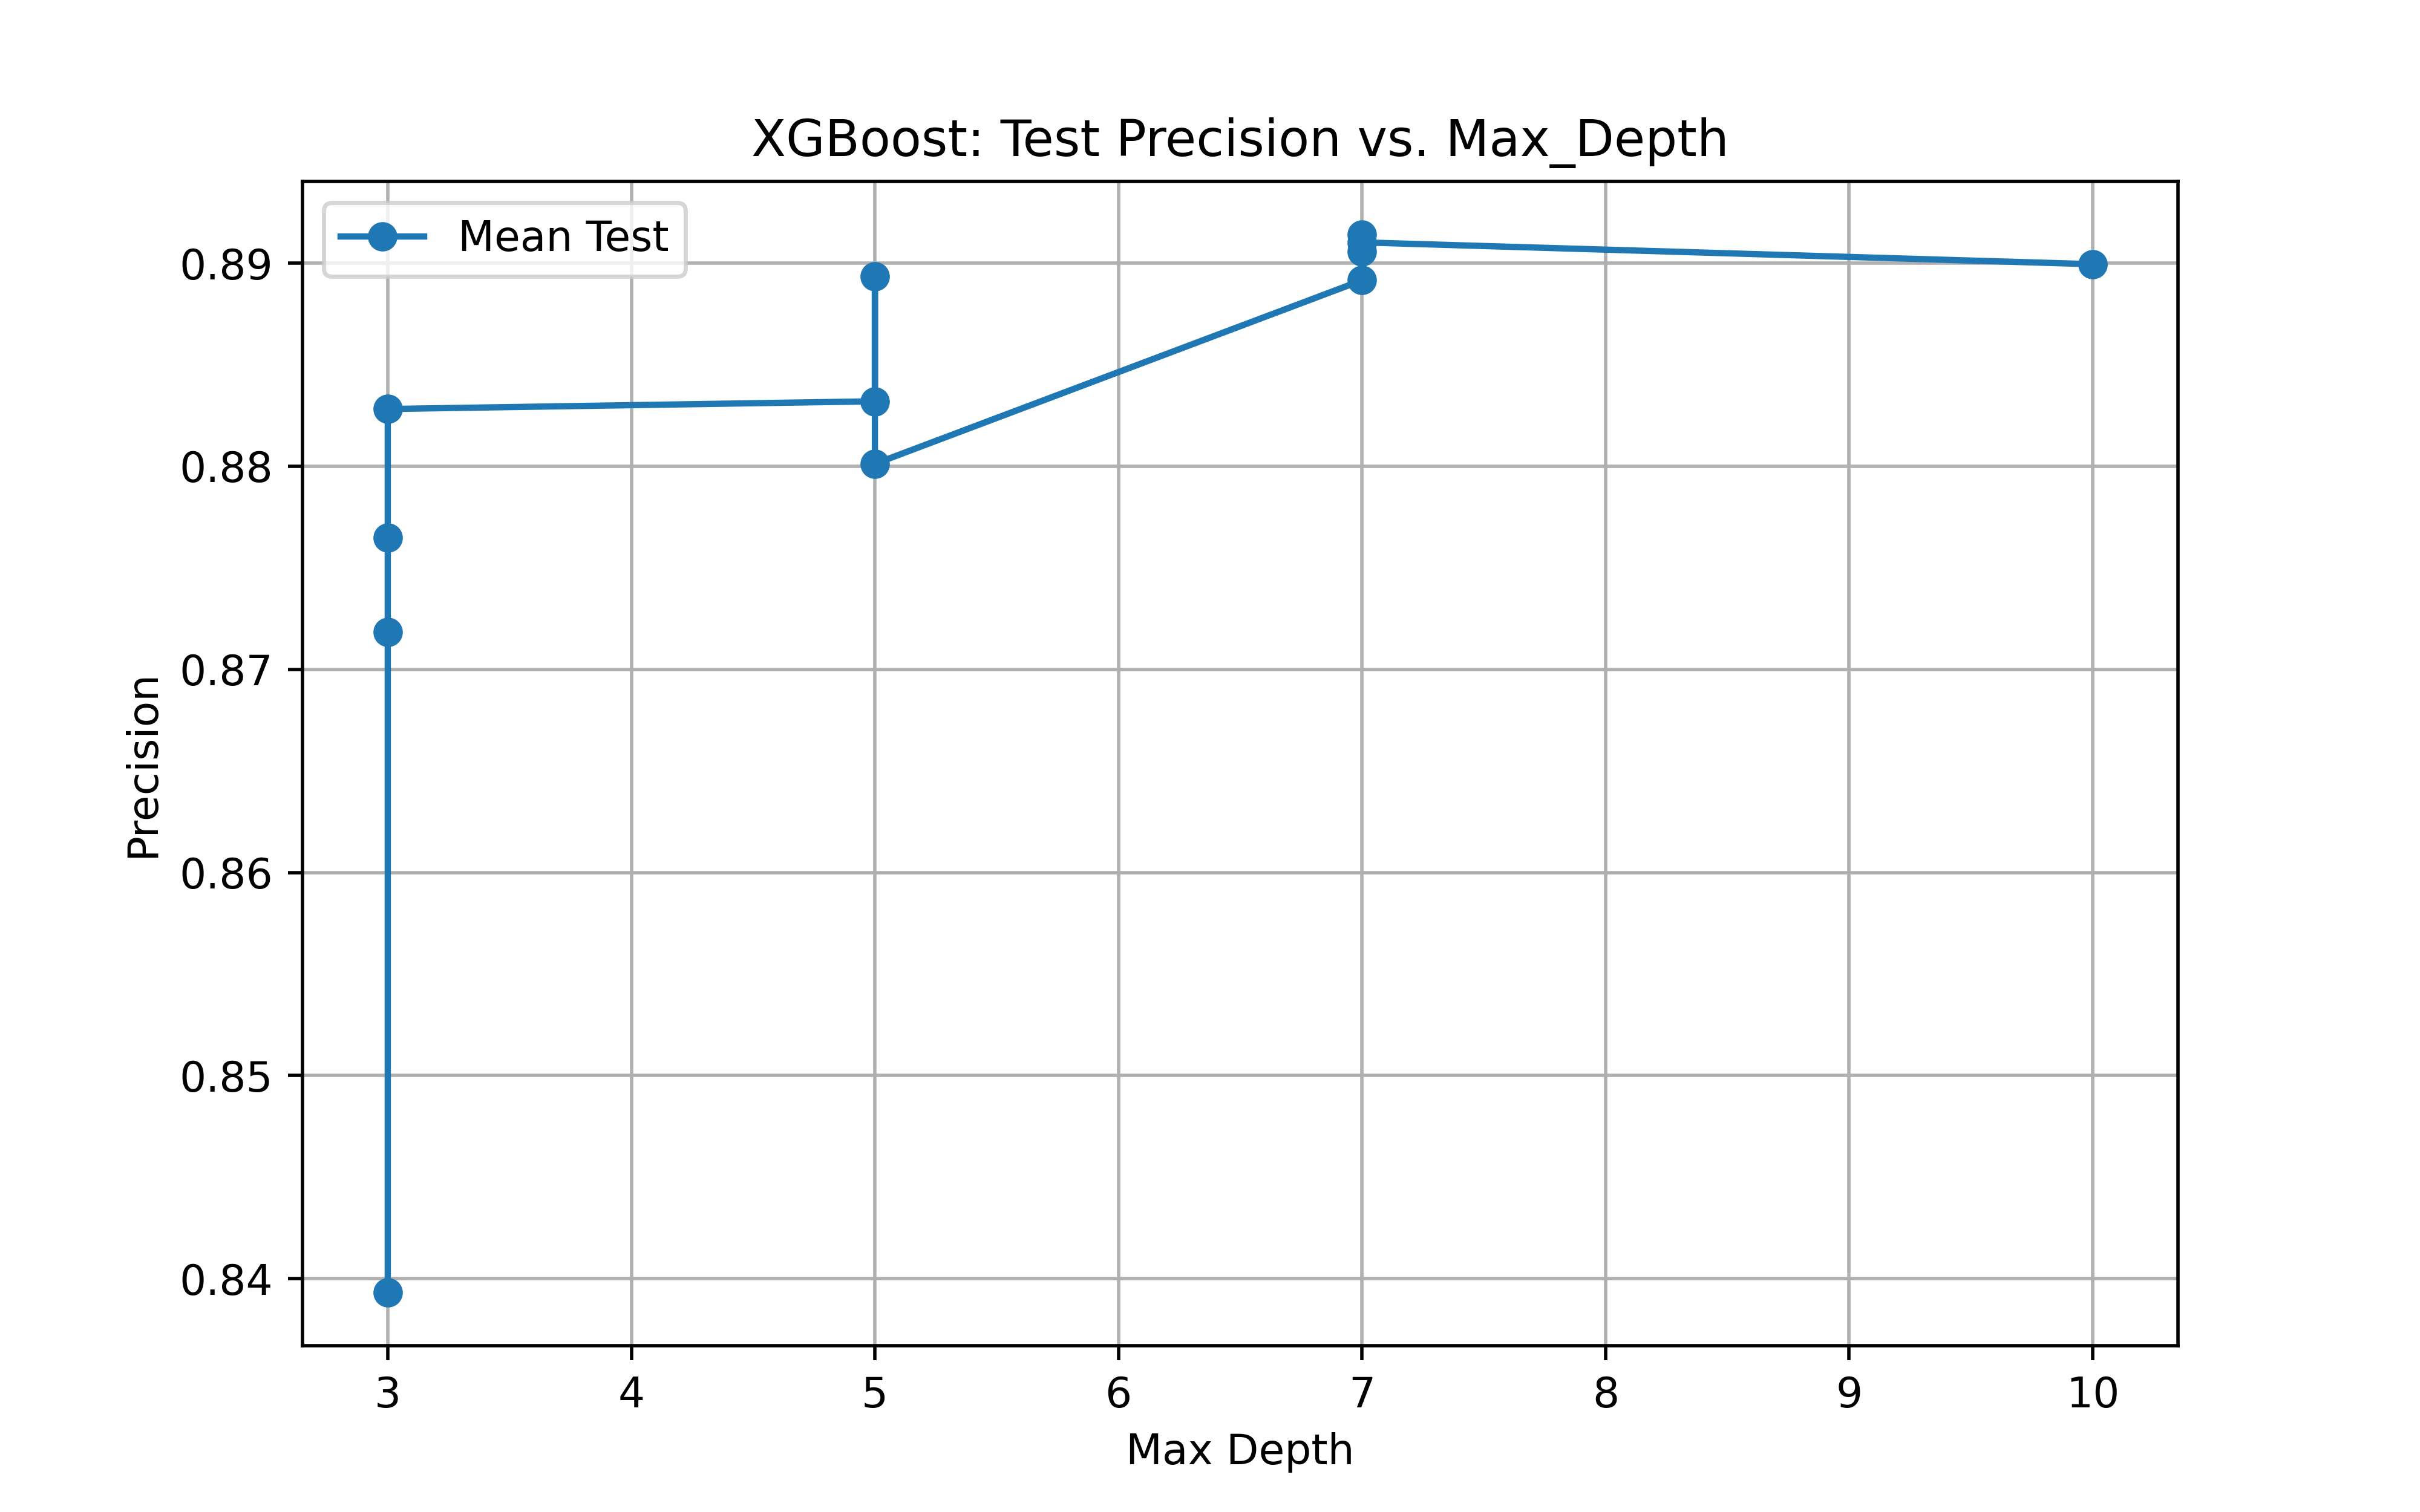 XGBoost: Test Precision vs. Max_Depth
Mean Test
0.89
0.88
0.87
0.86
0.85
0.84
Precision
3 4 5 6 7 8 9 10
Max Depth